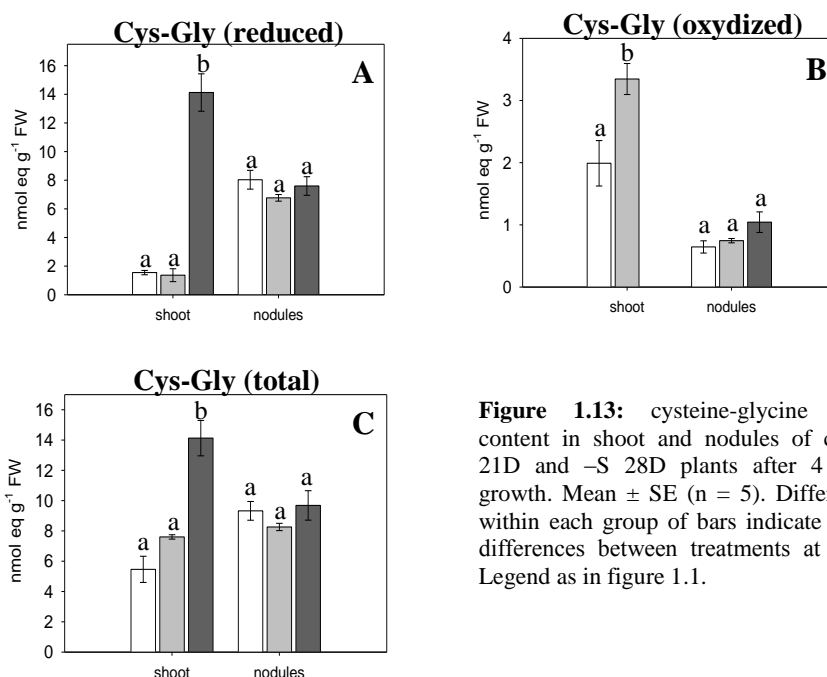 Cys-Gly (reduced)
A
nmol eq g-1 FW
16
14
12
10
8
6
4
2
0
a
a
b
a
a
a
shoot
nodules
Cys-Gly (oxydized)
B
nmol eq g-1 FW
4
3
2
1
0
a
b
a
a
a
shoot
nodules
Cys-Gly (total)
C
nmol eq g-1 FW
16
14
12
10
8
6
4
2
0
a
a
b
a
a
a
shoot
nodules
Figure 1.13: cysteine-glycine
content in shoot and nodules of
21D and –S 28D plants after 4
growth. Mean ± SE (n = 5).
within each group of bars indicate
differences between treatments at
Legend as in figure 1.1.